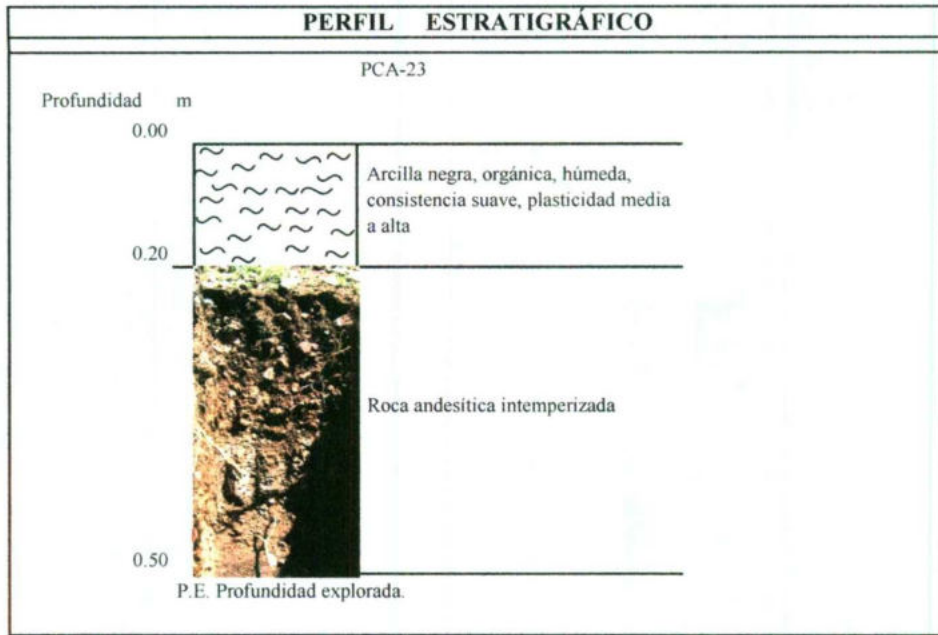 PERFIL ESTRATIGRÁFICO
PCA-23
Profundidad m
0.00
Arcilla negra, orgánica, húmeda,
consistencia suave, plasticidad media
a alta
0.20
Roca andesítica intemperizada
0.50
P.E. Profundidad explorada.